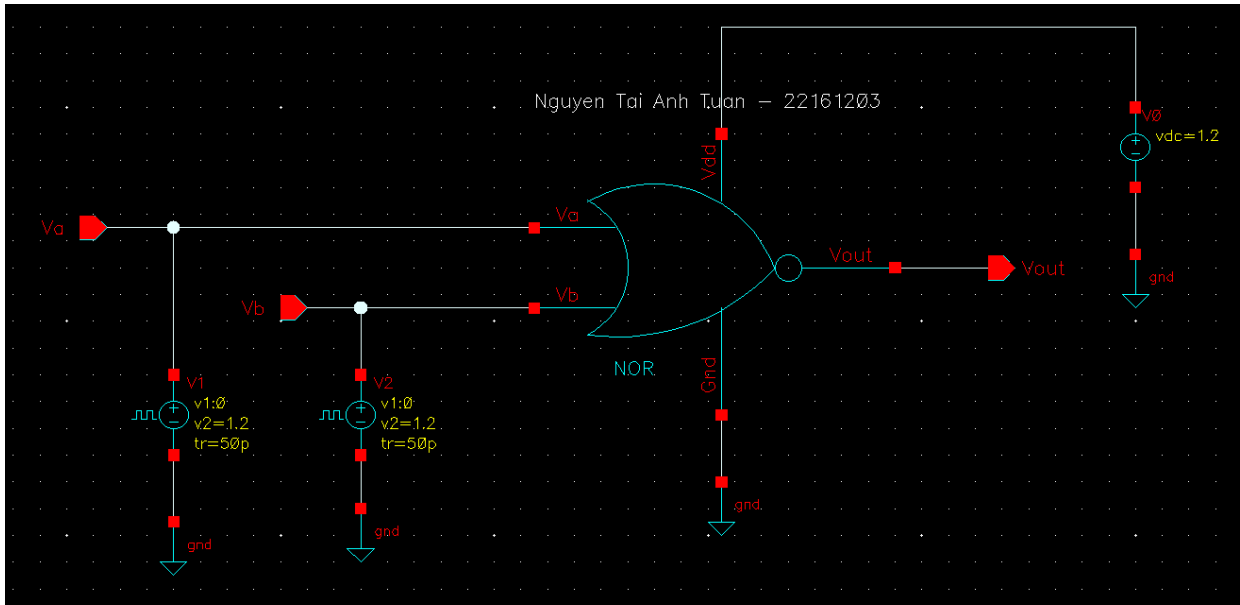 Nguyen Tai Anh Tuan - 22161203
V0
vdc=1.2
Vdd
Va
Va
Vout
Vout
Vb
Vb
gnd
NOR
Gnd
V1
v1:0
v2=1.2
tr=50p
V2
v1:0
v2=1.2
tr=50p
gnd
gnd
gnd